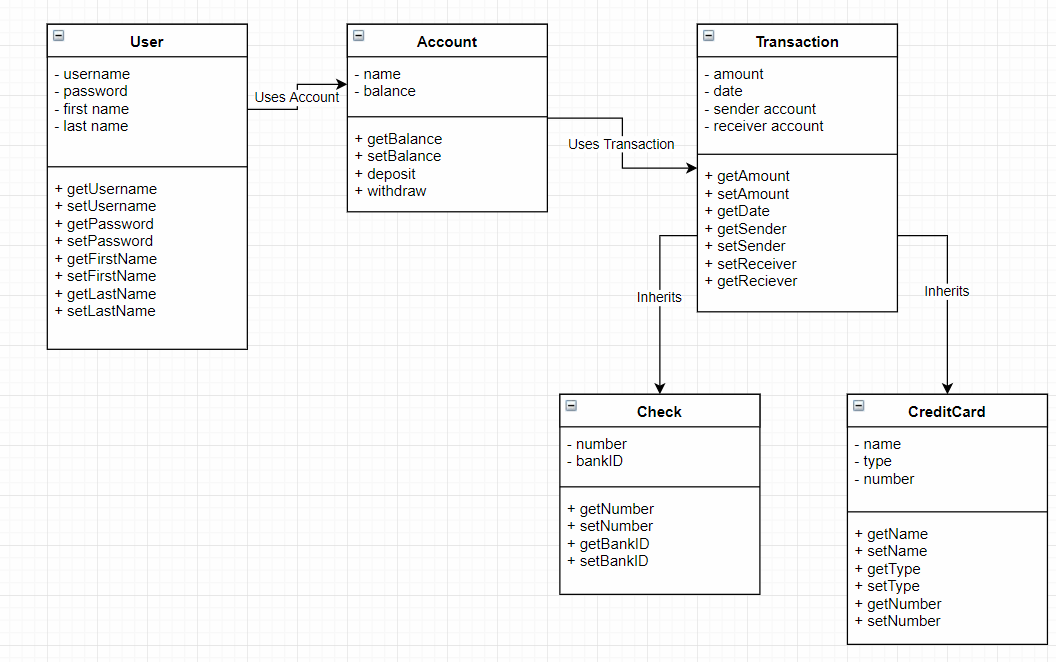 User
- username
- password
- first name
- last name
+ getUsername
+ setUsername
+ getPassword
+ setPassword
+ getFirstName
+ setFirstName
+ getLastName
+ setLastName
Uses Account
Account
- name
- balance
+ getBalance
+ setBalance
+ deposit
+ withdraw
Uses Transaction
Transaction
- amount
- date
- sender account
- receiver account
+ getAmount
+ setAmount
+ getDate
+ getSender
+ setSender
+ setReceiver
+ getReciever
Inherits
Inherits
Check
- number
- bankID
+ getNumber
+ setNumber
+ getBankID
+ setBankID
CreditCard
- name
- type
- number
+ getName
+ setName
+ getType
+ setType
+ getNumber
+ setNumber